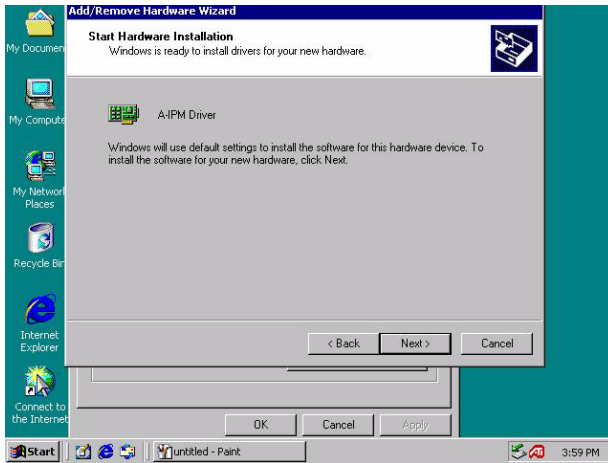 Add/Remove Hardware Wizard
Start Hardware Installation
Windows is ready to install drivers for your new hardware.
A-IPM Driver
Windows will use default settings to install the software for this hardware device. To
install the software for your new hardware, click Next.
< Back
Next >
Cancel
My Documen
My Compute
My Networl
Places
Recycle Bin
Internet
Explorer
Connect to
the Internet
OK
Cancel
Apply
Start
untitled - Paint
3:59 PM